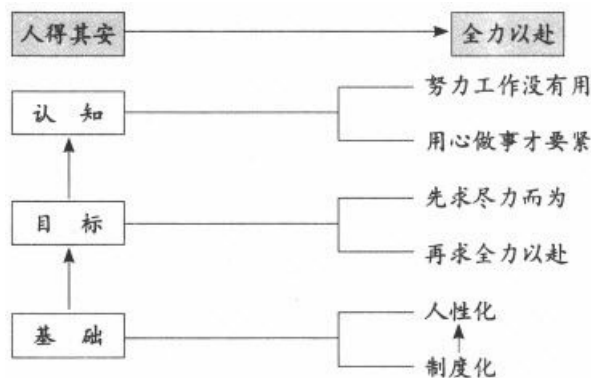 人得其安 全力以赴
努力工作没有用
认知
用心做事才要紧
先求尽力而为
目标
再求全力以赴
人性化
基础
制度化